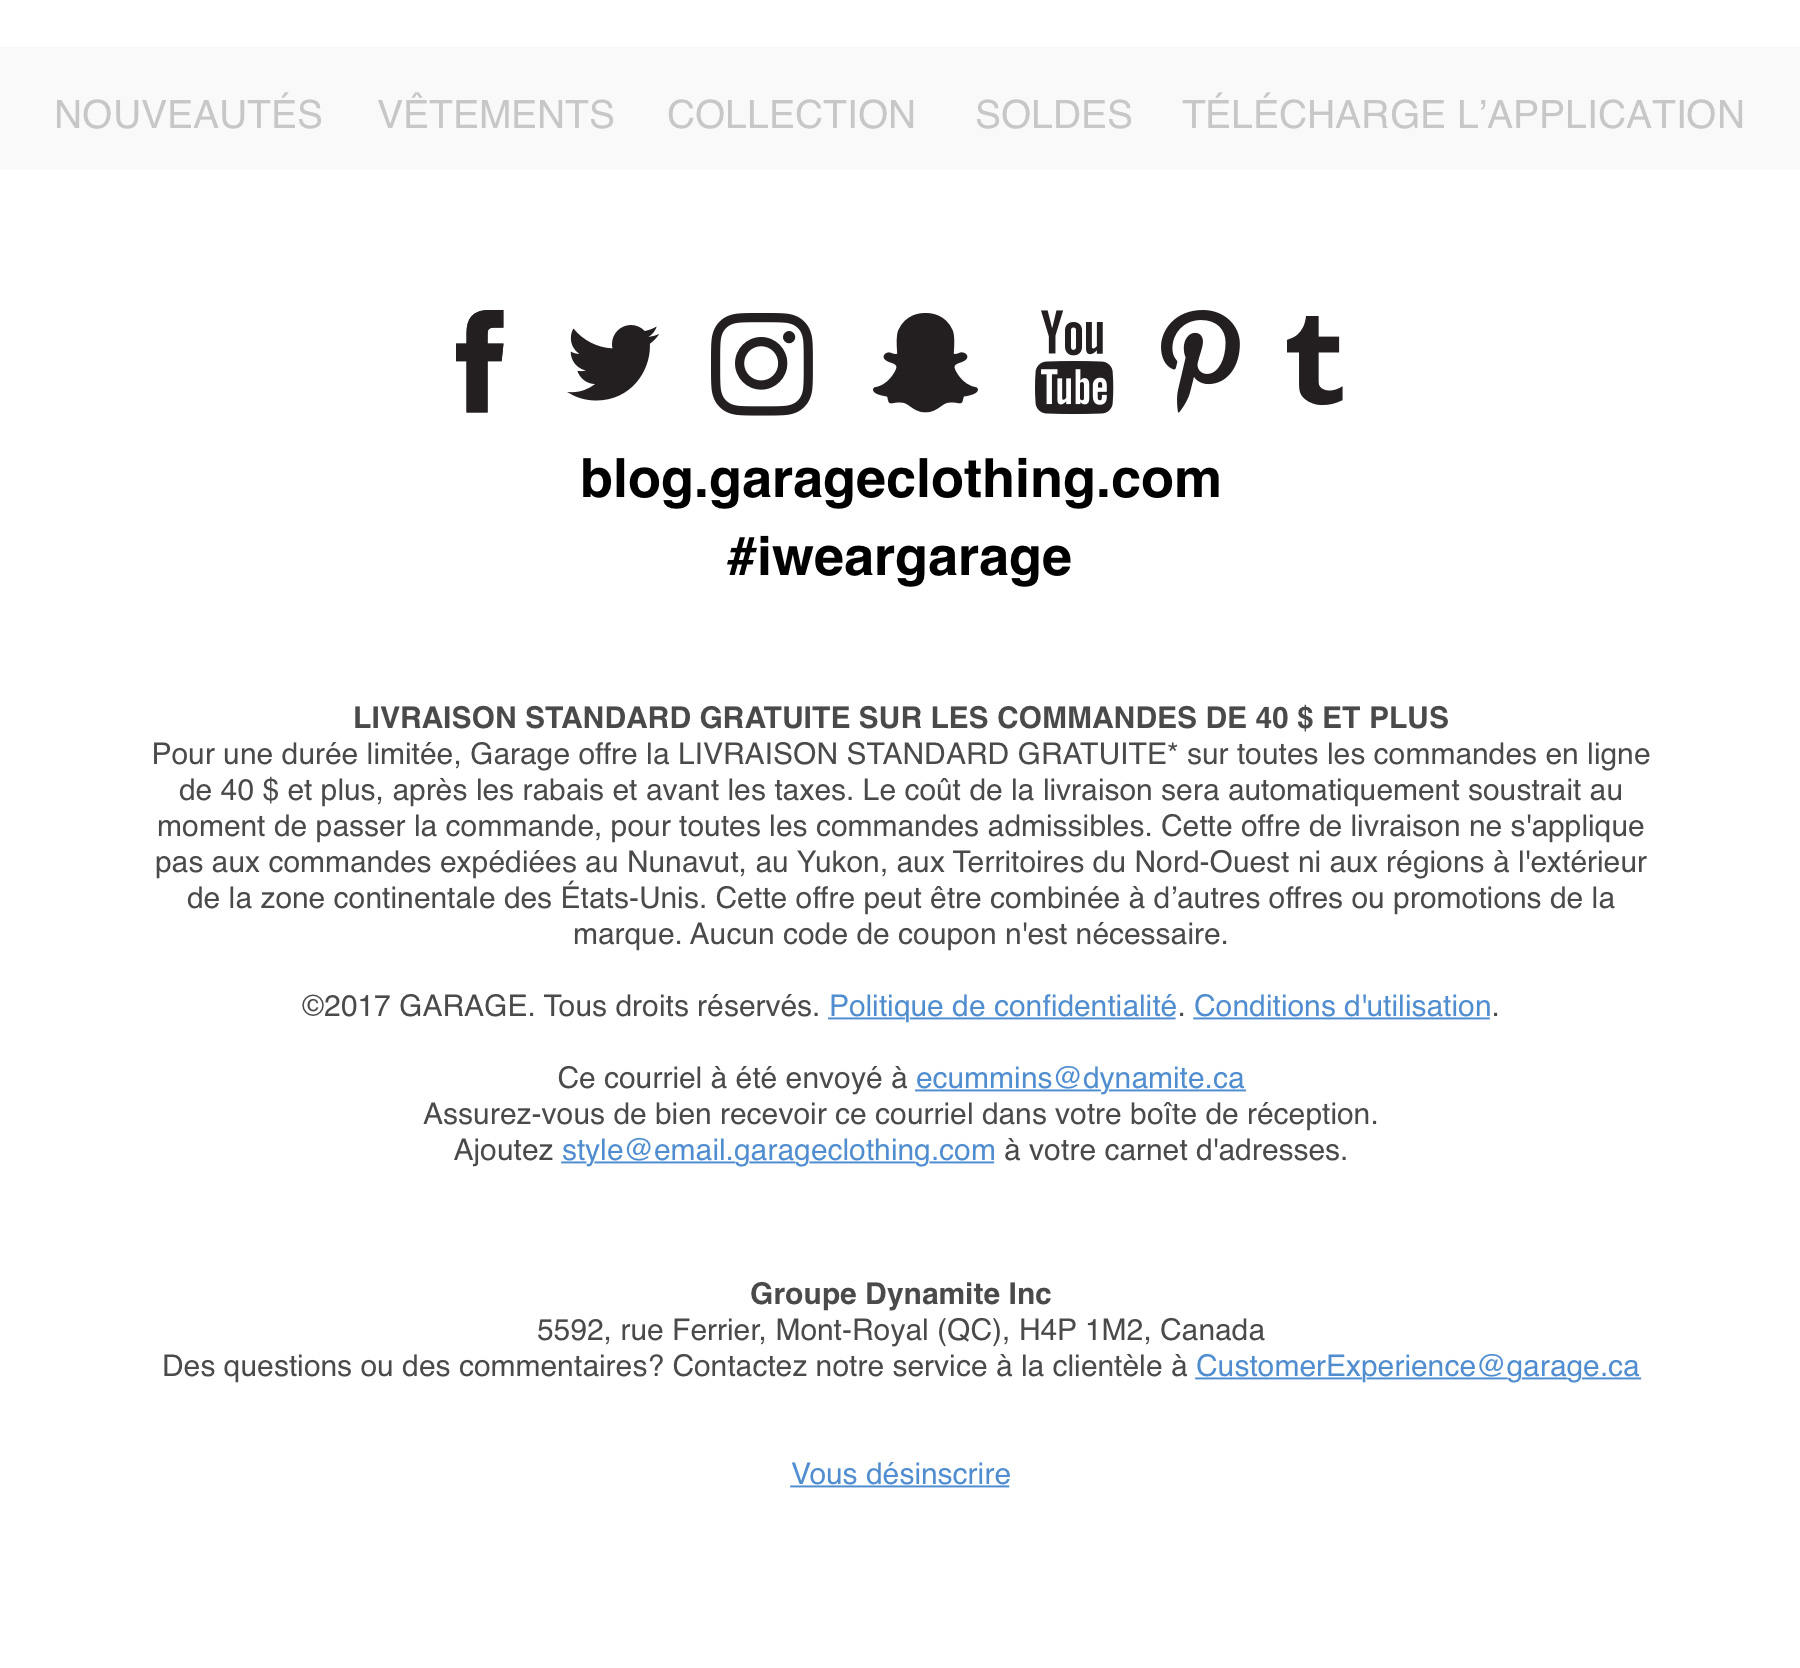 NOUVEAUTÉS VÊTEMENTS COLLECTION SOLDES TÉLÉCHARGE L’APPLICATION
You
Tube
blog.garageclothing.com
#iweargarage
LIVRAISON STANDARD GRATUITE SUR LES COMMANDES DE 40 $ ET PLUS
Pour une durée limitée, Garage offre la LIVRAISON STANDARD GRATUITE* sur toutes les commandes en ligne
de 40 $ et plus, après les rabais et avant les taxes. Le coût de la livraison sera automatiquement soustrait au
moment de passer la commande, pour toutes les commandes admissibles. Cette offre de livraison ne s'applique
pas aux commandes expédiées au Nunavut, au Yukon, aux Territoires du Nord-Ouest ni aux régions à l'extérieur
de la zone continentale des États-Unis. Cette offre peut être combinée à d’autres offres ou promotions de la
marque. Aucun code de coupon n'est nécessaire.
©2017 GARAGE. Tous droits réservés. Politique de confidentialité. Conditions d'utilisation.
Ce courriel à été envoyé à ecummins@dynamite.ca
Assurez-vous de bien recevoir ce courriel dans votre boîte de réception.
Ajoutez style@email.garageclothing.com à votre carnet d'adresses.
Groupe Dynamite Inc
5592, rue Ferrier, Mont-Royal (QC), H4P 1M2, Canada
Des questions ou des commentaires? Contactez notre service à la clientèle à CustomerExperience@garage.ca
Vous désinscrire